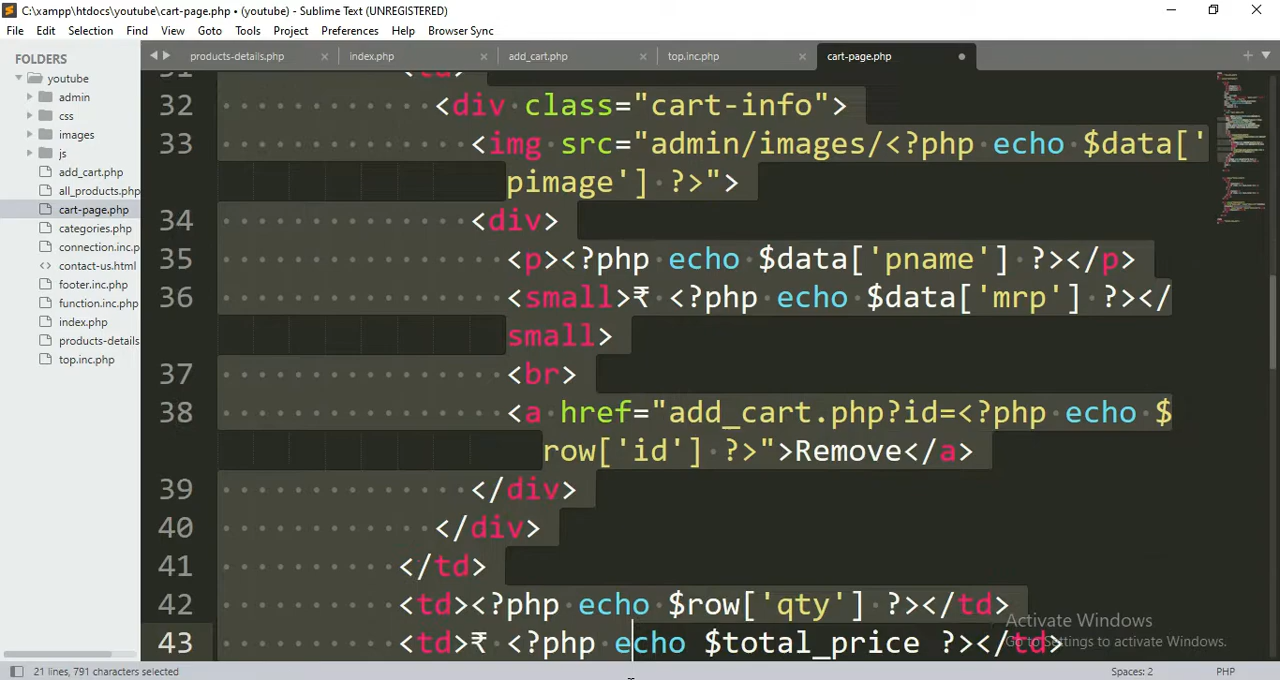 C:\xampp\htdocs\youtube\cart-page.php • (youtube) - Sublime Text (UNREGISTERED)
File Edit Selection Find View Goto Tools Project Preferences Help Browser Sync
FOLDERS
youtube
admin
css
images
js
add_cart.php
all_products.php
cart-page.php
categories.php
connection.inc.p
contact-us.html
footer.inc.php
function.inc.php
index.php
products-details
top.inc.php
products-details.php index.php add_cart.php top.inc.php cart-page.php
31 <td>
32 <div class="cart-info">
33 <img src="admin/images/<?php echo $data['
pimage'] ?>">
34 <div>
35 <p><?php echo $data['pname'] ?></p>
36 <small>₹ <?php echo $data['mrp'] ?></
small>
37 <br>
38 <a href="add_cart.php?id=<?php echo $
row['id'] ?>">Remove</a>
39 </div>
40 </div>
41 </td>
42 <td><?php echo $row['qty'] ?></td>
43 <td>₹ <?php echo $total_price ?></td>
Activate Windows
Go to Settings to activate Windows.
21 lines, 791 characters selected
Spaces: 2 PHP